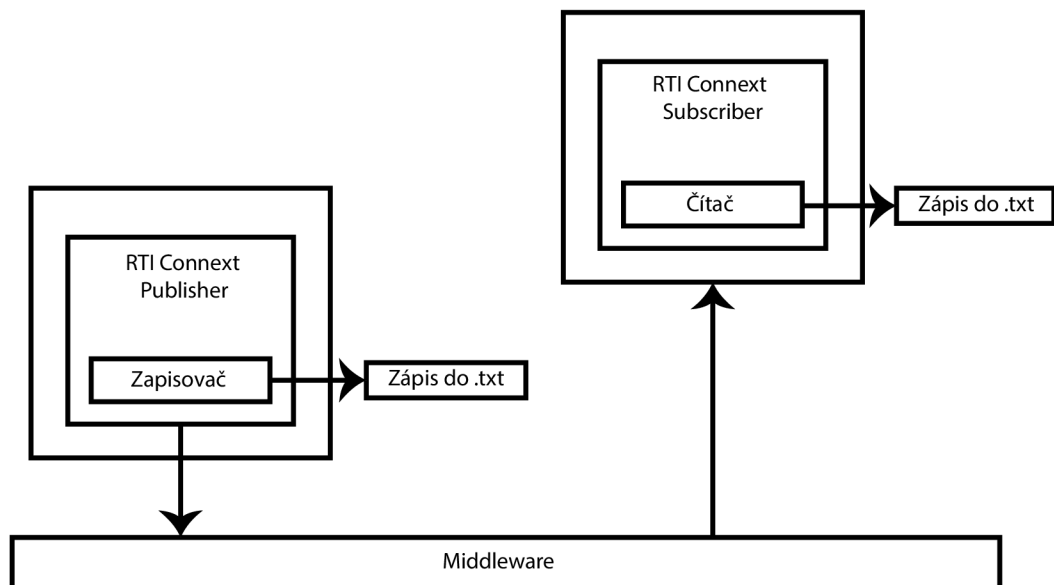 RTI Connext
Subscriber
Čítač
Zápis do .txt
RTI Connext
Publisher
Zapisovač
Zápis do .txt
Middleware